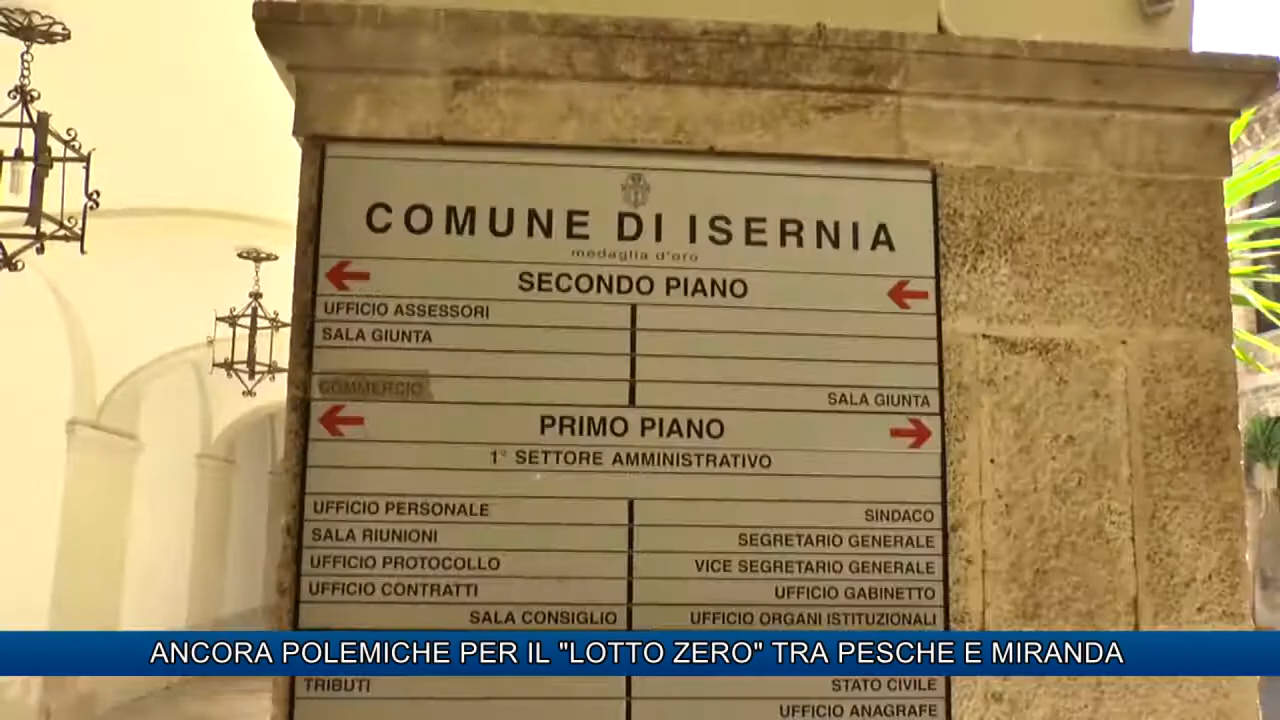 COMUNE DI ISERNIA
medaglia d'oro
SECONDO PIANO
UFFICIO ASSESSORI
SALA GIUNTA
COMMERCIO
SALA GIUNTA
PRIMO PIANO
1° SETTORE AMMINISTRATIVO
UFFICIO PERSONALE
SINDACO
SALA RIUNIONI
SEGRETARIO GENERALE
UFFICIO PROTOCOLLO
VICE SEGRETARIO GENERALE
UFFICIO CONTRATTI
UFFICIO GABINETTO
SALA CONSIGLIO
UFFICIO ORGANI ISTITUZIONALI
ANCORA POLEMICHE PER IL "LOTTO ZERO" TRA PESCHE E MIRANDA
TRIBUTI
STATO CIVILE
UFFICIO ANAGRAFE